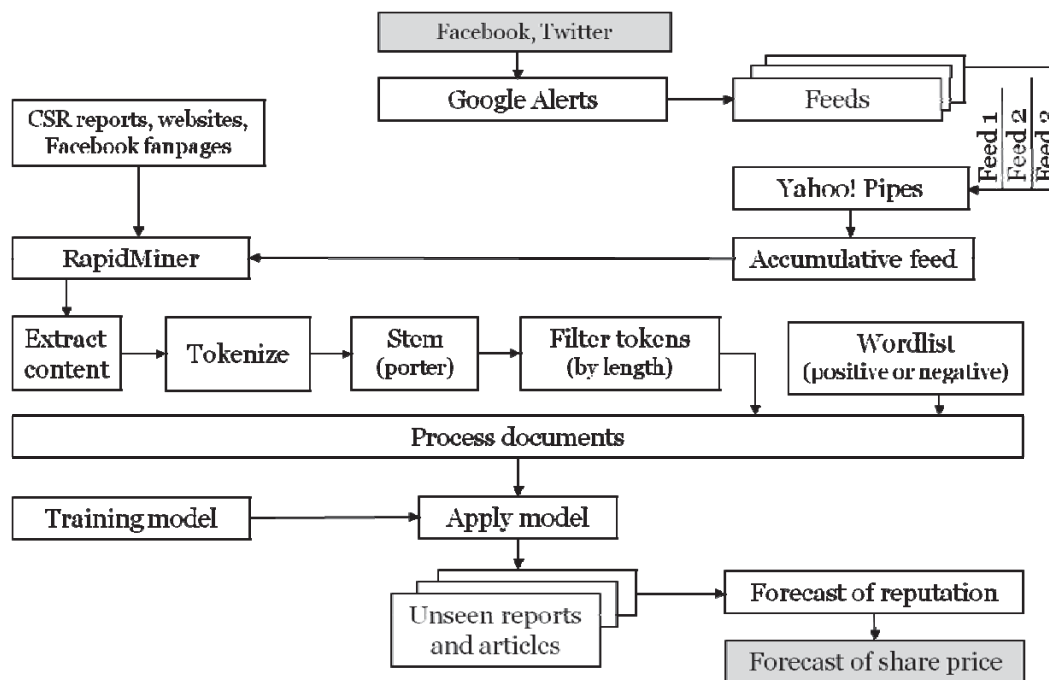 Facebook, Twitter
Google Alerts
Feeds
Feed 1
Feed 2
Feed 3
CSR reports, websites,
Facebook fanpages
Yahoo! Pipes
RapidMiner
Accumulative feed
Extract
content
Tokenize
Stem
(porter)
Filter tokens
(by length)
Wordlist
(positive or negative)
Process documents
Training model
Apply model
Unseen reports
and articles
Forecast of reputation
Forecast of share price